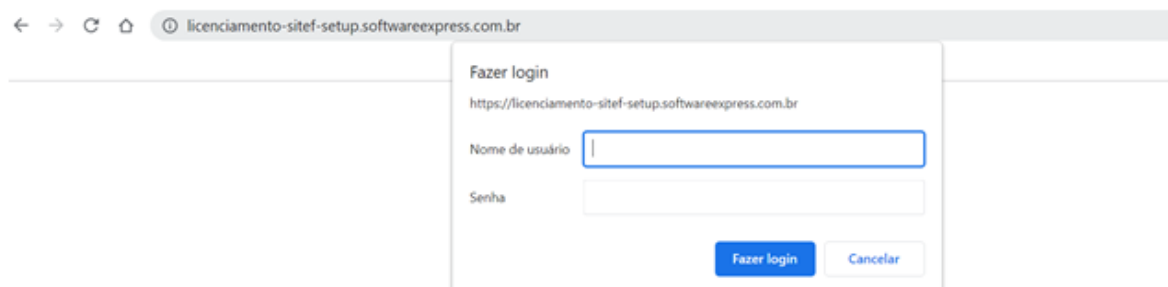 licenciamento-sitef-setup.softwareexpress.com.br
Fazer login
https://licenciamento-sitef-setup.softwareexpress.com.br
Nome de usuário
Senha
Fazer login
Cancelar